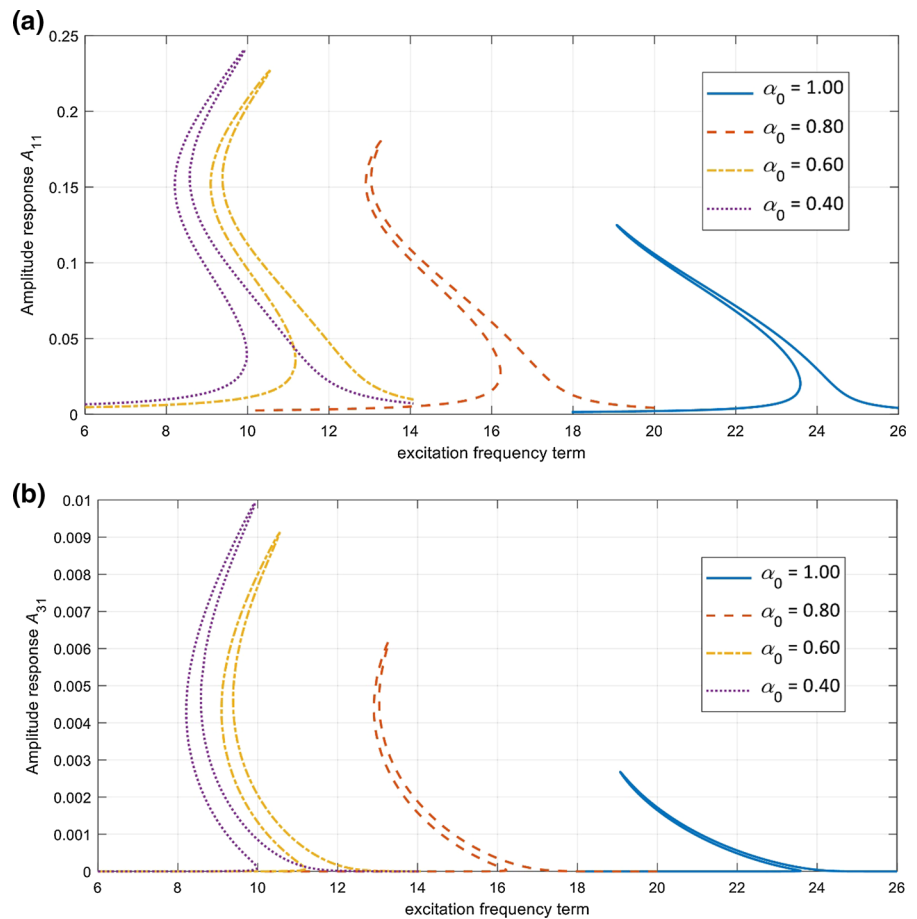 (a)
0.25
0.2
0.15
0.1
0.05
0
Amplitude response A11
6 8 10 12 14 16 18 20 22 24 26
excitation frequency term
α0 = 1.00
α0 = 0.80
α0 = 0.60
α0 = 0.40
(b)
0.01
0.009
0.008
0.007
0.006
0.005
0.004
0.003
0.002
0.001
0
Amplitude response A31
6 8 10 12 14 16 18 20 22 24 26
excitation frequency term
α0 = 1.00
α0 = 0.80
α0 = 0.60
α0 = 0.40